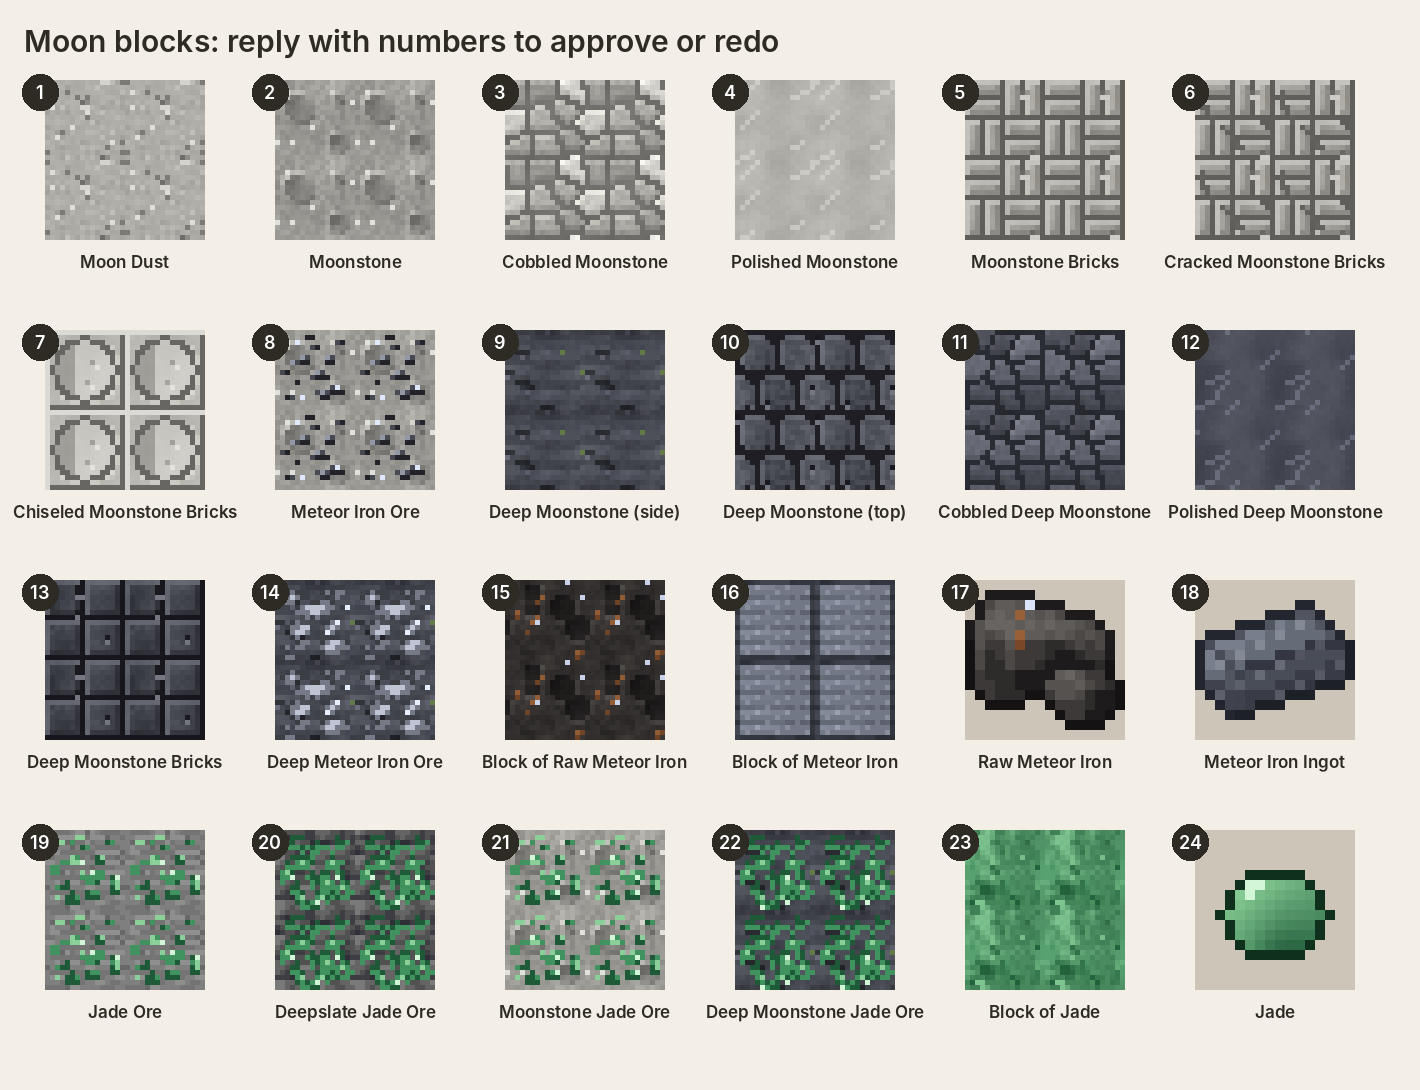 Moon blocks: reply with numbers to approve or redo
1 2 3 4 5 6
Moon Dust Moonstone Cobbled Moonstone Polished Moonstone Moonstone Bricks Cracked Moonstone Bricks
7 8 9 10 11 12
Chiseled Moonstone Bricks Meteor Iron Ore Deep Moonstone (side) Deep Moonstone (top) Cobbled Deep Moonstone Polished Deep Moonstone
13 14 15 16 17 18
Deep Moonstone Bricks Deep Meteor Iron Ore Block of Raw Meteor Iron Block of Meteor Iron Raw Meteor Iron Meteor Iron Ingot
19 20 21 22 23 24
Jade Ore Deepslate Jade Ore Moonstone Jade Ore Deep Moonstone Jade Ore Block of Jade Jade